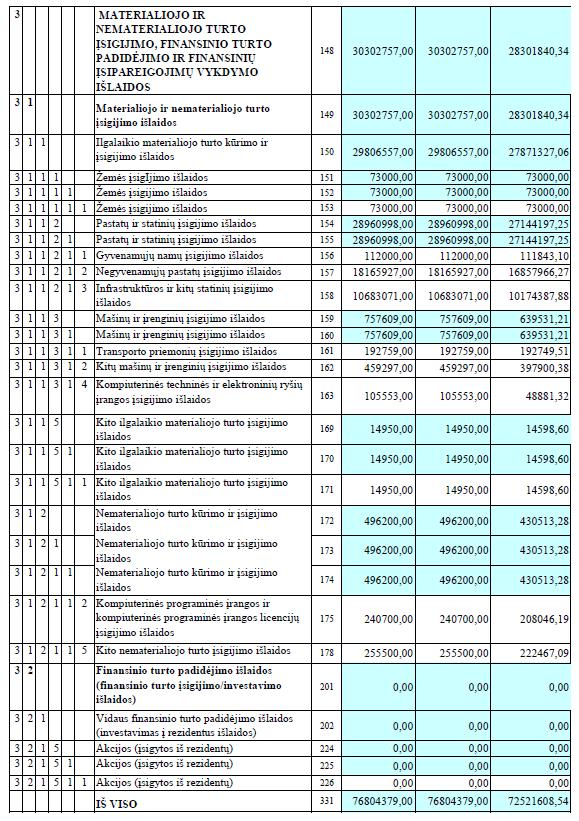 3 MATERIALIOJO IR
NEMATERIALIOJO TURTO
ĮSIGIJIMO, FINANSINIO TURTO
PADIDĖJIMO IR FINANSINIŲ
ĮSIPAREIGOJIMŲ VYKDYMO
IŠLAIDOS 148 30302757,00 30302757,00 28301840,34
3 1 Materialiojo ir nematerialiojo turto
įsigijimo išlaidos 149 30302757,00 30302757,00 28301840,34
3 1 1 Ilgalaikio materialiojo turto kūrimo ir
įsigijimo išlaidos 150 29806557,00 29806557,00 27871327,06
3 1 1 1 Žemės įsigIjimo išlaidos 151 73000,00 73000,00 73000,00
3 1 1 1 1 Žemės įsigijimo išlaidos 152 73000,00 73000,00 73000,00
3 1 1 1 1 1 Žemės įsigijimo išlaidos 153 73000,00 73000,00 73000,00
3 1 1 2 Pastatų ir statinių įsigijimo išlaidos 154 28960998,00 28960998,00 27144197,25
3 1 1 2 1 Pastatų ir statinių įsigijimo išlaidos 155 28960998,00 28960998,00 27144197,25
3 1 1 2 1 1 Gyvenamųjų namų įsigijimo išlaidos 156 112000,00 112000,00 111843,10
3 1 1 2 1 2 Negyvenamųjų pastatų įsigijimo išlaidos 157 18165927,00 18165927,00 16857966,27
3 1 1 2 1 3 Infrastruktūros ir kitų statinių įsigijimo
išlaidos 158 10683071,00 10683071,00 10174387,88
3 1 1 3 Mašinų ir įrenginių įsigijimo išlaidos 159 757609,00 757609,00 639531,21
3 1 1 3 1 Mašinų ir įrenginių įsigijimo išlaidos 160 757609,00 757609,00 639531,21
3 1 1 3 1 1 Transporto priemonių įsigijimo išlaidos 161 192759,00 192759,00 192749,51
3 1 1 3 1 2 Kitų mašinų ir įrenginių įsigijimo išlaidos 162 459297,00 459297,00 397900,38
3 1 1 3 1 4 Kompiuterinės techninės ir elektroninių ryšių
įrangos įsigijimo išlaidos 163 105553,00 105553,00 48881,32
3 1 1 5 Kito ilgalaikio materialiojo turto įsigijimo
išlaidos 169 14950,00 14950,00 14598,60
3 1 1 5 1 Kito ilgalaikio materialiojo turto įsigijimo
išlaidos 170 14950,00 14950,00 14598,60
3 1 1 5 1 1 Kito ilgalaikio materialiojo turto įsigijimo
išlaidos 171 14950,00 14950,00 14598,60
3 1 2 Nematerialiojo turto kūrimo ir įsigijimo
išlaidos 172 496200,00 496200,00 430513,28
3 1 2 1 Nematerialiojo turto kūrimo ir įsigijimo
išlaidos 173 496200,00 496200,00 430513,28
3 1 2 1 1 Nematerialiojo turto kūrimo ir įsigijimo
išlaidos 174 496200,00 496200,00 430513,28
3 1 2 1 1 2 Kompiuterinės programinės įrangos ir
kompiuterinės programinės įrangos licencijų
įsigijimo išlaidos 175 240700,00 240700,00 208046,19
3 1 2 1 1 5 Kito nematerialiojo turto įsigijimo išlaidos 178 255500,00 255500,00 222467,09
3 2 Finansinio turto padidėjimo išlaidos
(finansinio turto įsigijimo/investavimo
išlaidos) 201 0,00 0,00 0,00
3 2 1 Vidaus finansinio turto padidėjimo išlaidos
(investavimas į rezidentus išlaidos) 202 0,00 0,00 0,00
3 2 1 5 Akcijos (įsigytos iš rezidentų) 224 0,00 0,00 0,00
3 2 1 5 1 Akcijos (įsigytos iš rezidentų) 225 0,00 0,00 0,00
3 2 1 5 1 1 Akcijos (įsigytos iš rezidentų) 226 0,00 0,00 0,00
IŠ VISO 331 76804379,00 76804379,00 72521608,54